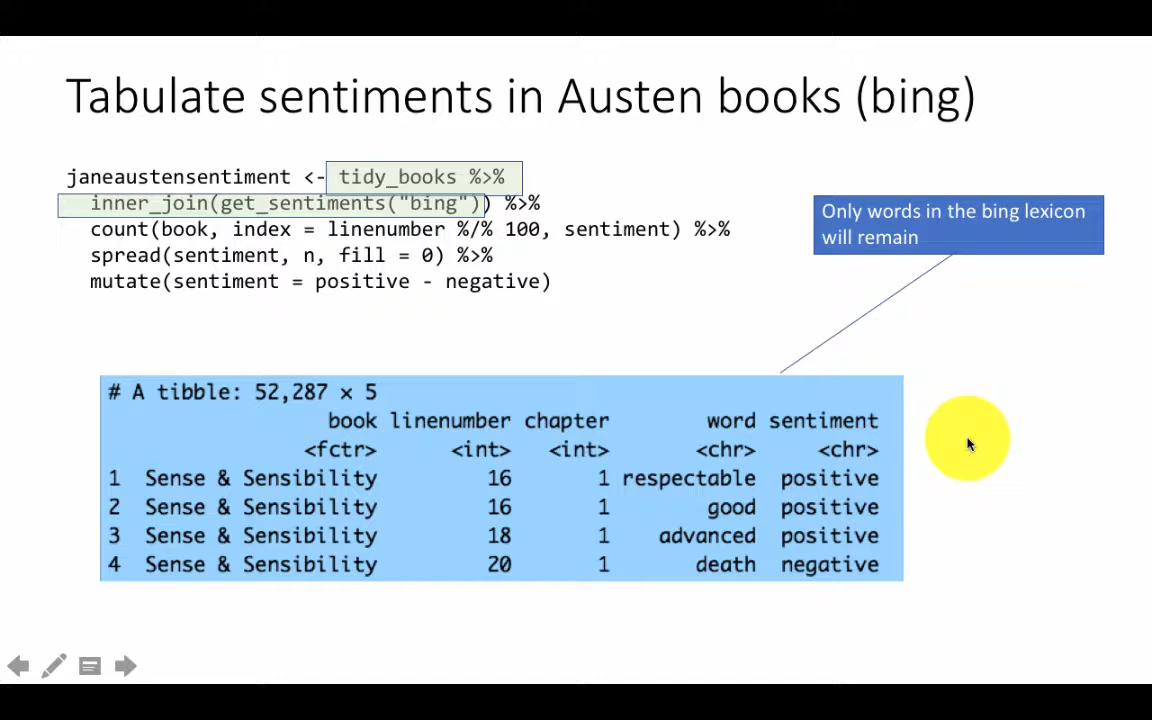 Tabulate sentiments in Austen books (bing)
janeaustensentiment <- tidy_books %>%
inner_join(get_sentiments("bing")) %>%
count(book, index = linenumber %/% 100, sentiment) %>%
spread(sentiment, n, fill = 0) %>%
mutate(sentiment = positive - negative)
Only words in the bing lexicon
will remain
# A tibble: 52,287 × 5
book linenumber chapter word sentiment
<fctr> <int> <int> <chr> <chr>
1 Sense & Sensibility 16 1 respectable positive
2 Sense & Sensibility 16 1 good positive
3 Sense & Sensibility 18 1 advanced positive
4 Sense & Sensibility 20 1 death negative